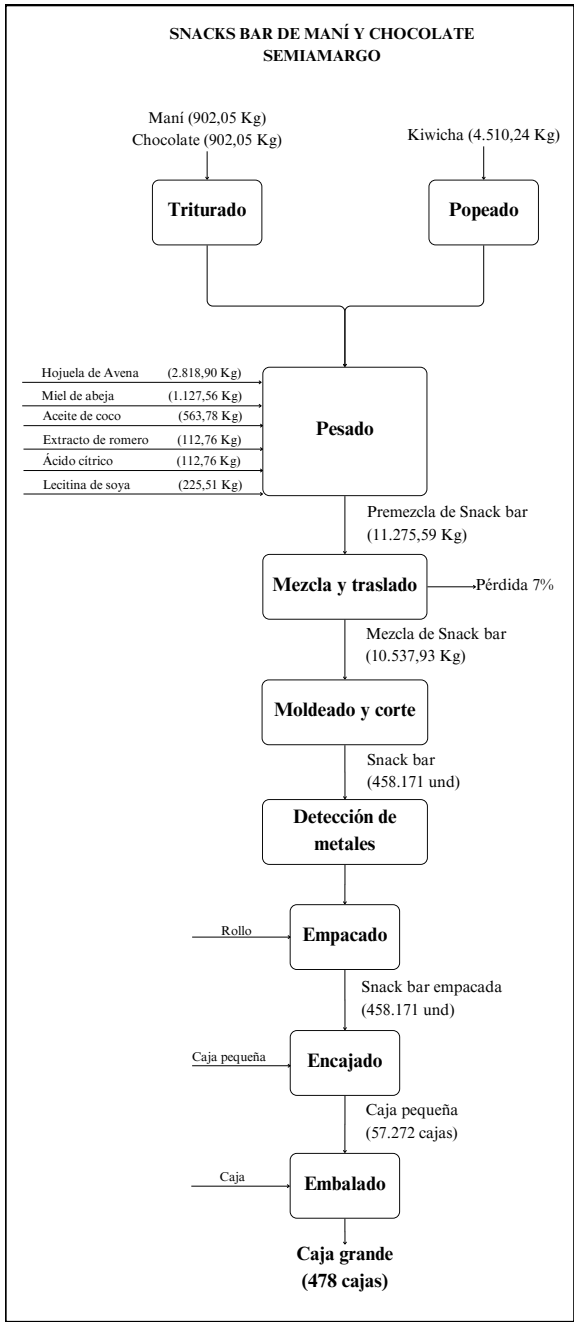 SNACKS BAR DE MANÍ Y CHOCOLATE
SEMIAMARGO
Maní (902,05 Kg)
Chocolate (902,05 Kg)
Kiwicha (4.510,24 Kg)
Triturado
Popeado
Hojuela de Avena (2.818,90 Kg)
Miel de abeja (1.127,56 Kg)
Aceite de coco (563,78 Kg)
Extracto de romero (112,76 Kg)
Ácido cítrico (112,76 Kg)
Lecitina de soya (225,51 Kg)
Pesado
Premezcla de Snack bar
(11.275,59 Kg)
Mezcla y traslado
Pérdida 7%
Mezcla de Snack bar
(10.537,93 Kg)
Moldeado y corte
Snack bar
(458.171 und)
Detección de
metales
Rollo
Empacado
Snack bar empacada
(458.171 und)
Caja pequeña
Encajado
Caja pequeña
(57.272 cajas)
Caja
Embalado
Caja grande
(478 cajas)